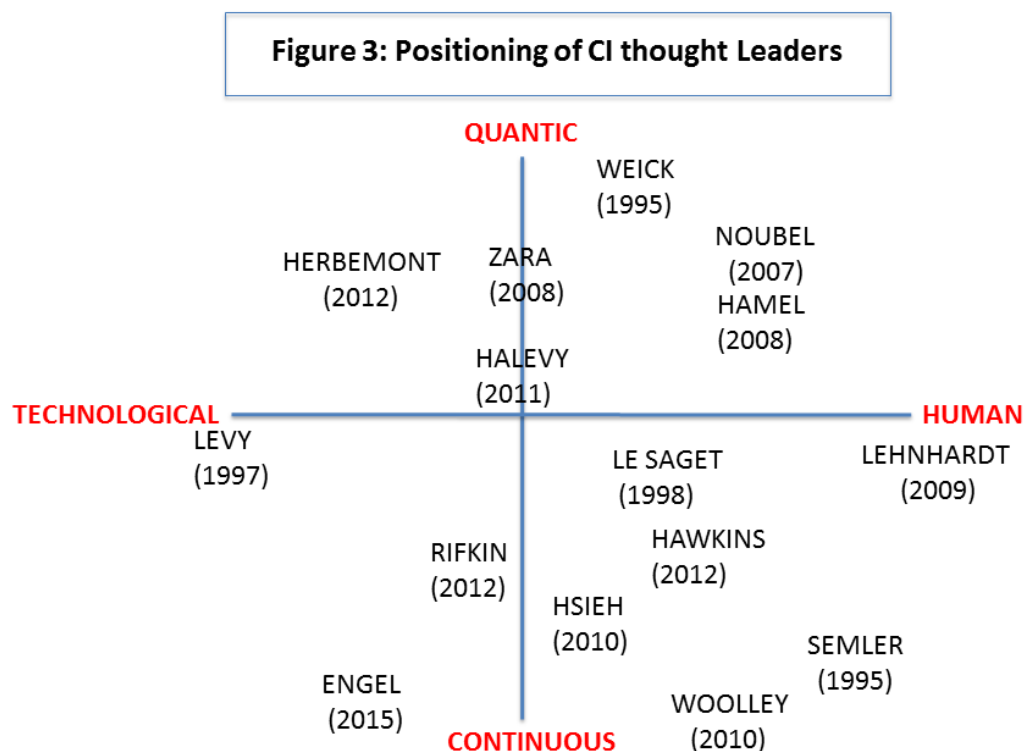 Figure 3: Positioning of CI thought Leaders
QUANTIC
WEICK
(1995)
NOUBEL
(2007)
HERBEMONT
(2012)
ZARA
(2008)
HAMEL
(2008)
HALEVY
(2011)
TECHNOLOGICAL
HUMAN
LEVY
(1997)
LE SAGET
(1998)
LEHNHARDT
(2009)
RIFKIN
(2012)
HAWKINS
(2012)
HSIEH
(2010)
SEMLER
(1995)
ENGEL
(2015)
WOOLLEY
(2010)
CONTINUOUS